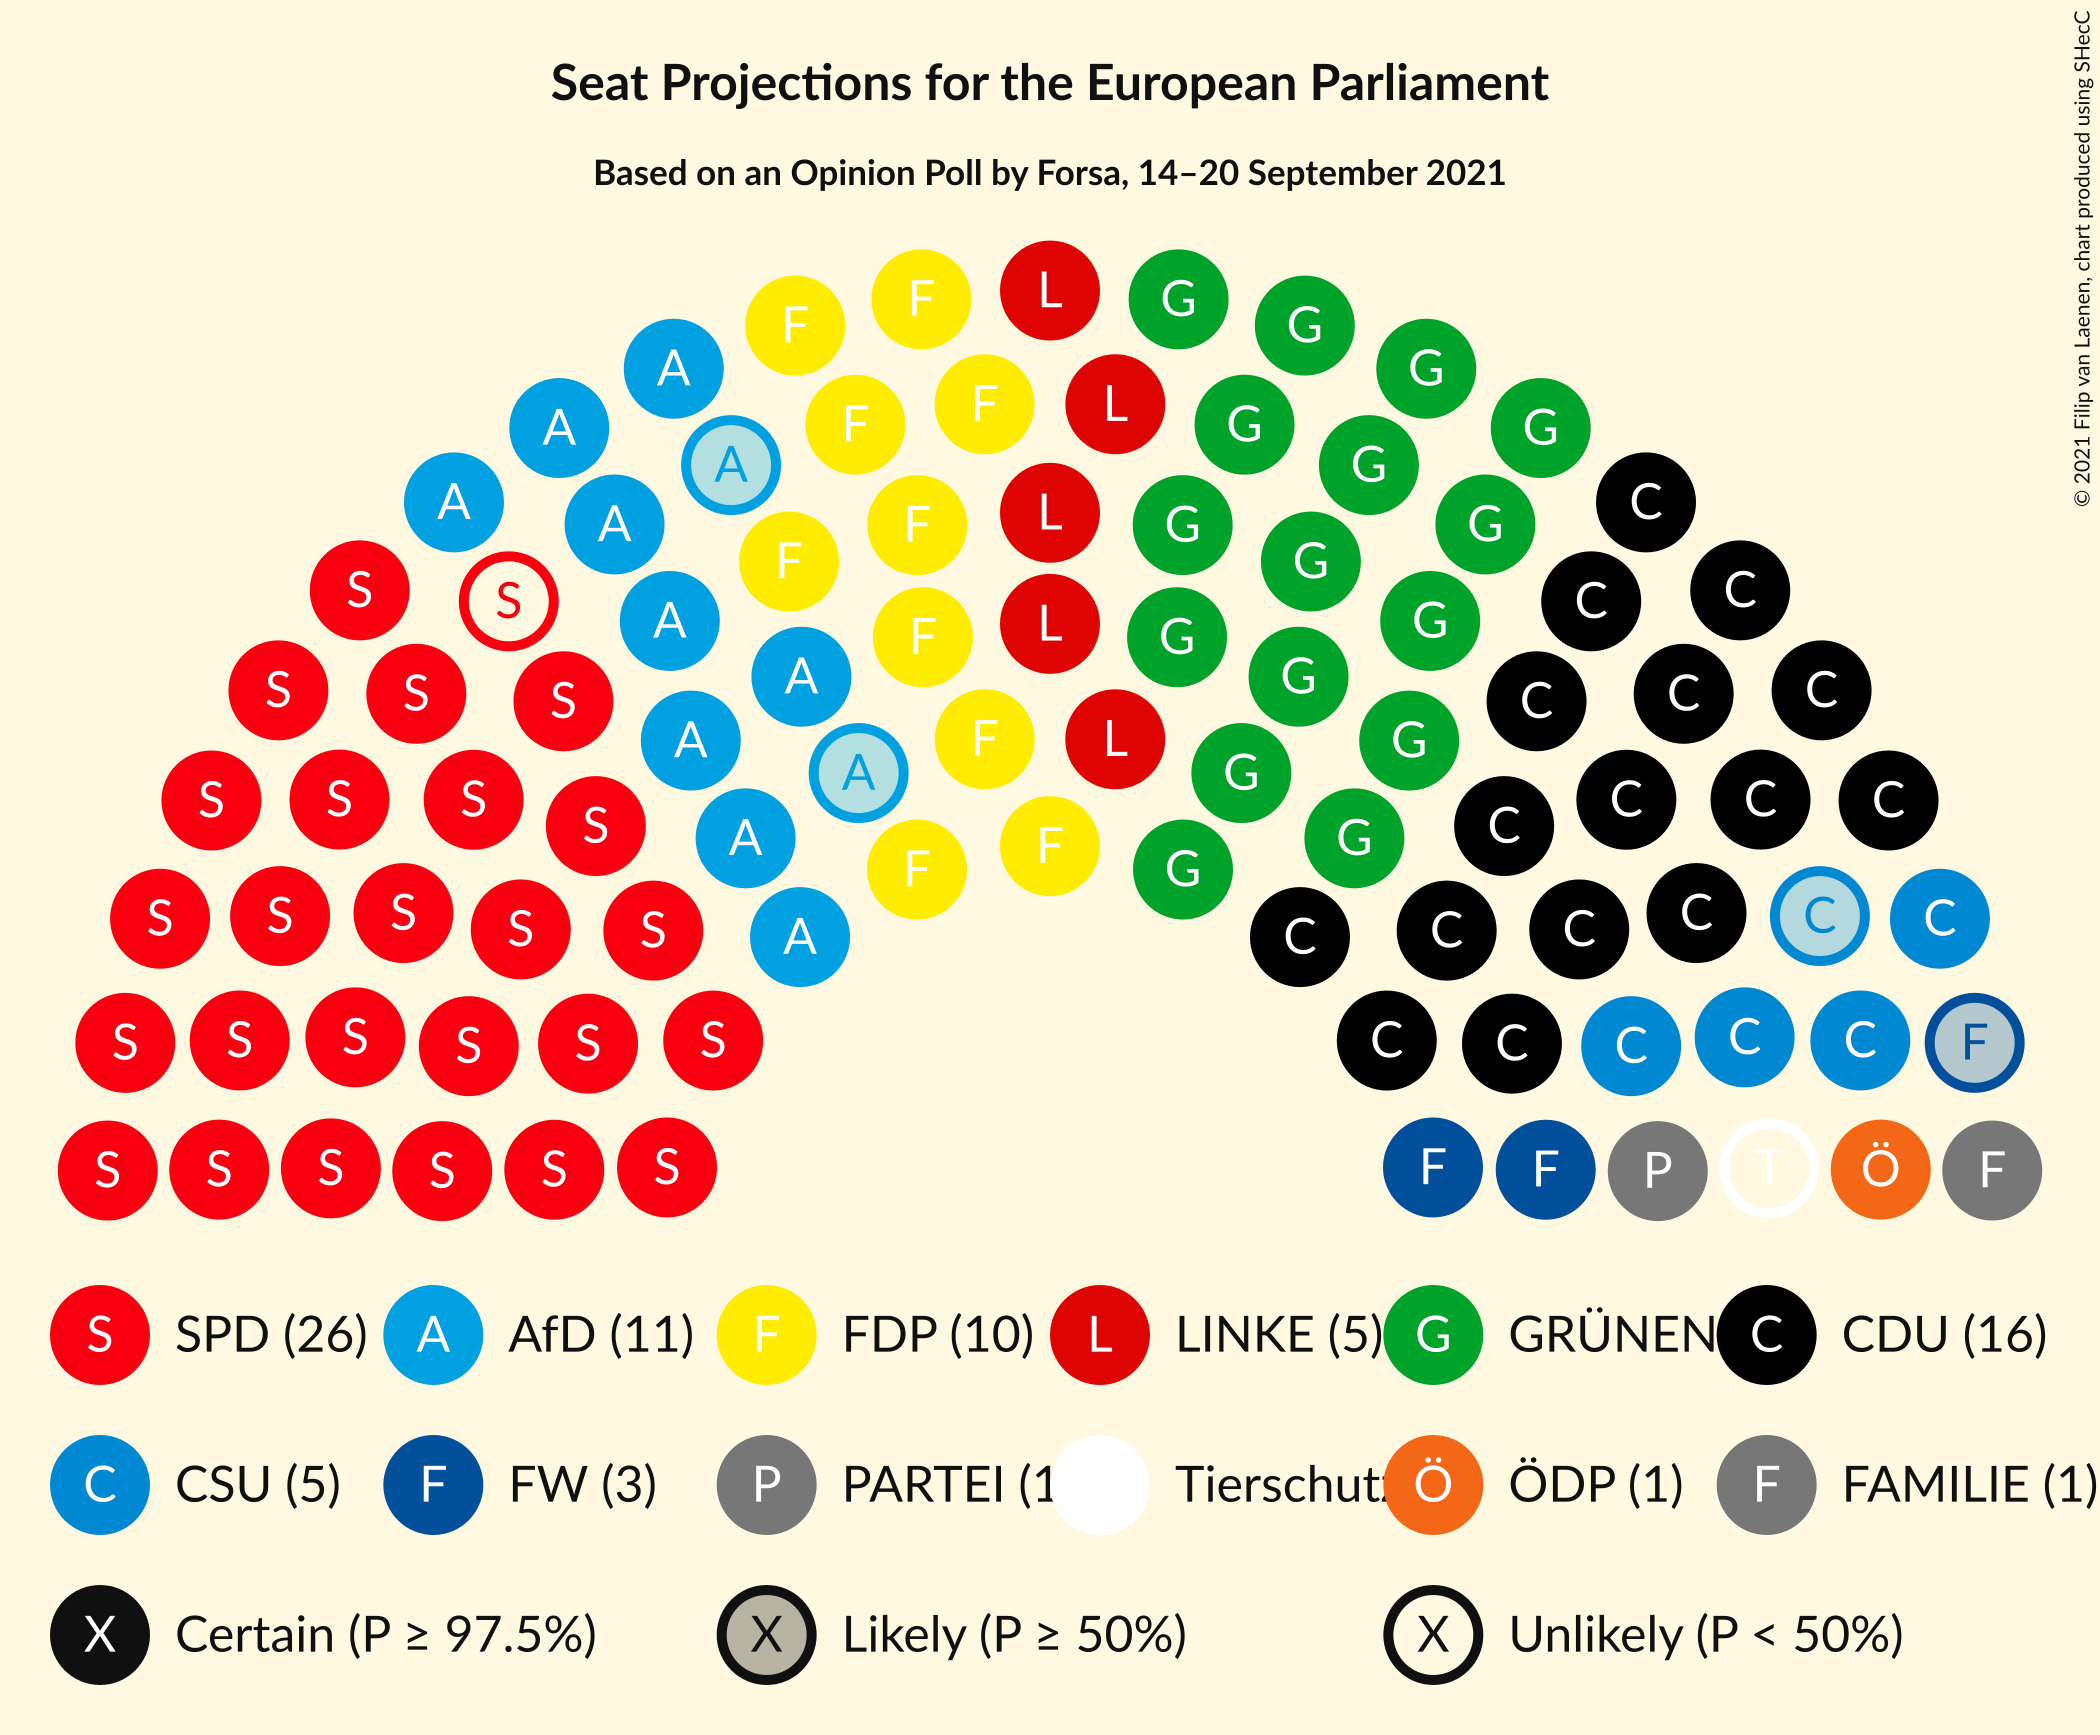 Seat Projections for the European Parliament
Based on an Opinion Poll by Forsa, 14–20 September 2021
© 2021 Filip van Laenen, chart produced using SHecC
L
F G
F G
A G
F L
F G
A G
A G
A F L G C
A G
F G
S C
S C
A G
F L G
A G
S C
S C
S C
S C
F L
A G
A G
S C
S C
S C
S C
F
A G
F G
S C
S C
S C
S C
S C
A C
S C
S S S S S S C C C C C F
S S S S S S F F P T Ö F
S SPD (26) A AfD (11) F FDP (10) L LINKE (5) G GRÜNEN C CDU (16)
C CSU (5) F FW (3) P PARTEI (1 Tierschutz Ö ÖDP (1) F FAMILIE (1)
X Certain (P ≥ 97.5%) X Likely (P ≥ 50%) X Unlikely (P < 50%)